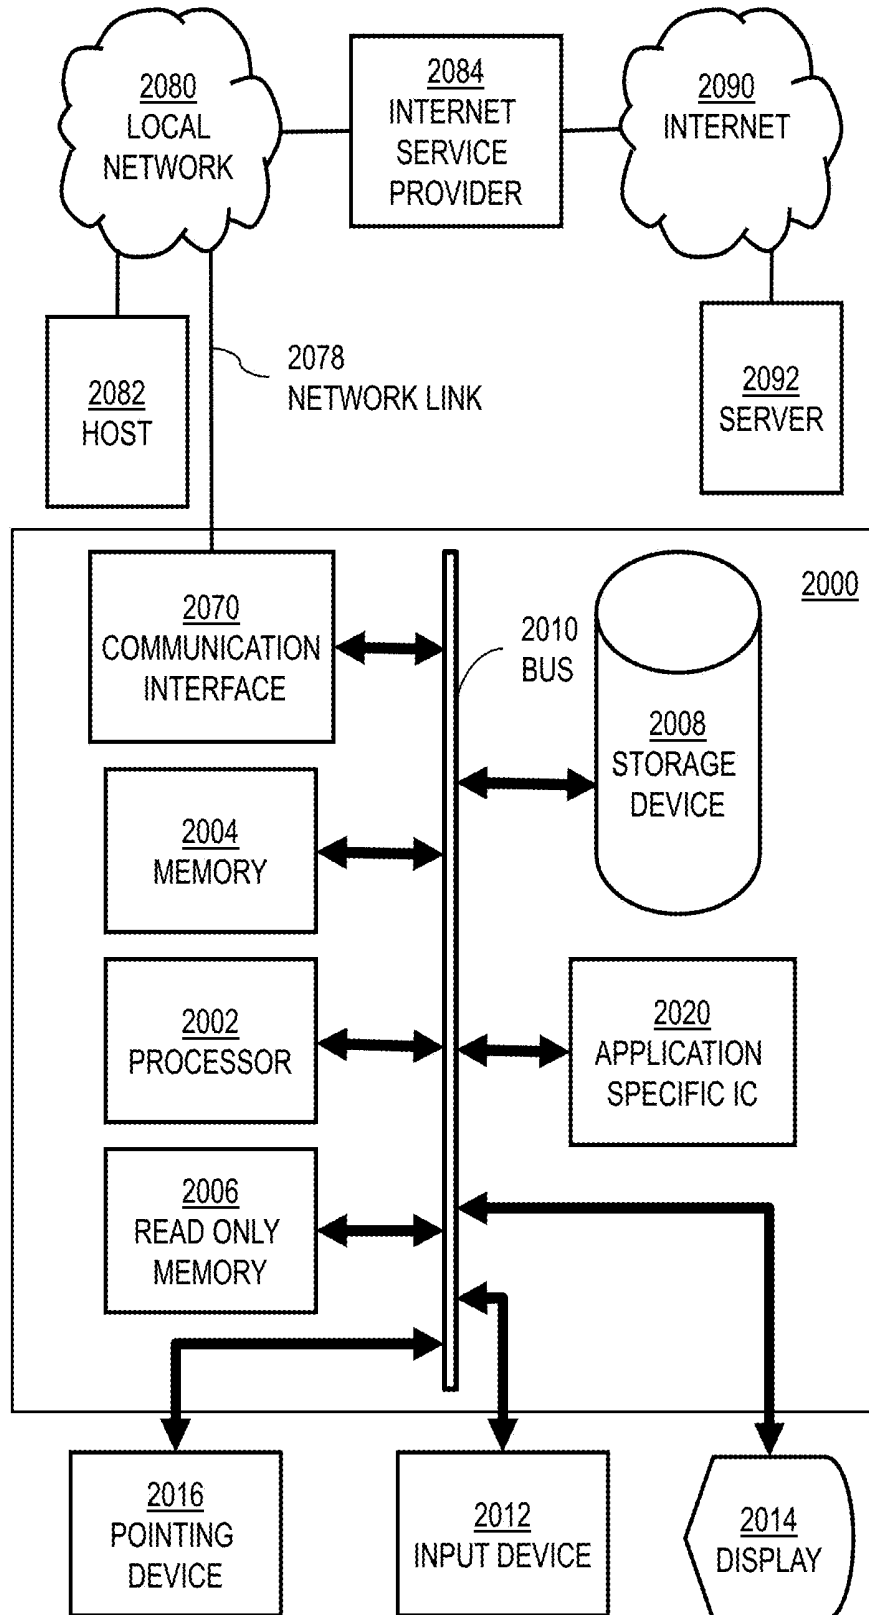 2080
LOCAL
NETWORK
2084
INTERNET
SERVICE
PROVIDER
2090
INTERNET
2082
HOST
2078
NETWORK LINK
2092
SERVER
2000
2070
COMMUNICATION
INTERFACE
2010
BUS
2008
STORAGE
DEVICE
2004
MEMORY
2002
PROCESSOR
2020
APPLICATION
SPECIFIC IC
2006
READ ONLY
MEMORY
2016
POINTING
DEVICE
2012
INPUT DEVICE
2014
DISPLAY